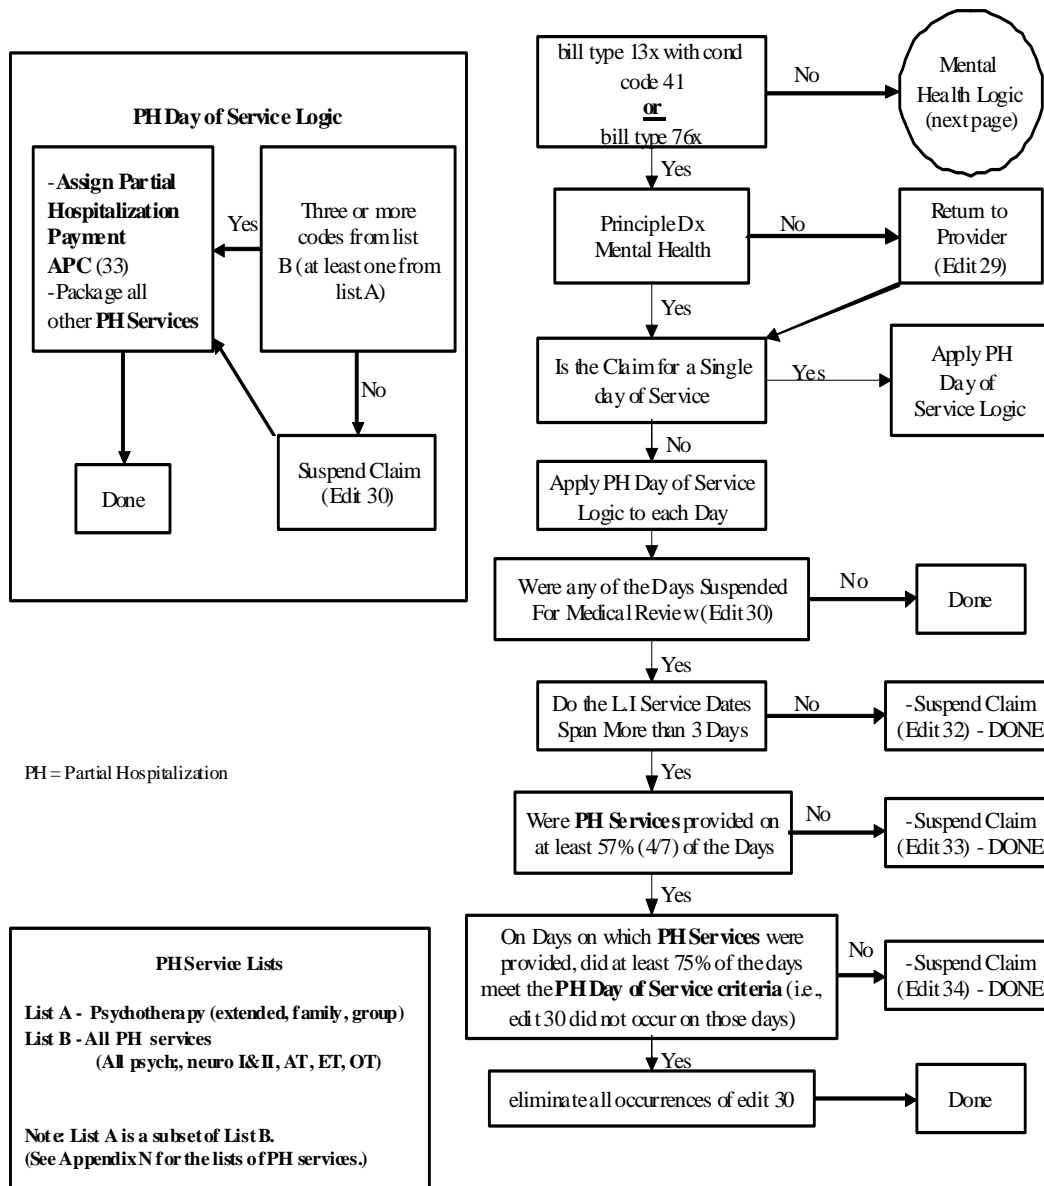 PH Day of Service Logic
- Assign Partial
Hospitalization
Payment
APC (33)
- Package all
other PH Services
Yes
Three or more
codes from list
B (at least one from
list.A)
No
Suspend Claim
(Edit 30)
Done
bill type 13x with cond
code 41
or
bill type 76x
No
Mental
Health Logic
(next page)
Yes
Principle Dx
Mental Health
No
Return to
Provider
(Edit 29)
Yes
Is the Claim for a Single
day of Service
Yes
Apply PH
Day of
Service Logic
No
Apply PH Day of Service
Logic to each Day
Were any of the Days Suspended
For Medical Review (Edit 30)
No
Done
Yes
Do the L.I Service Dates
Span More than 3 Days
No
- Suspend Claim
(Edit 32) - DONE
Yes
PH = Partial Hospitalization
Were PH Services provided on
at least 57% (4/7) of the Days
No
- Suspend Claim
(Edit 33) - DONE
Yes
On Days on which PH Services were
provided, did at least 75% of the days
meet the PH Day of Service criteria (i.e.,
edit 30 did not occur on those days)
No
- Suspend Claim
(Edit 34) - DONE
Yes
eliminate all occurrences of edit 30
Done
PH Service Lists
List A - Psychotherapy (extended, family, group)
List B - All PH services
(All psych;, neuro I&II, AT, ET, OT)
Note: List A is a subset of List B.
(See Appendix N for the lists of PH services.)